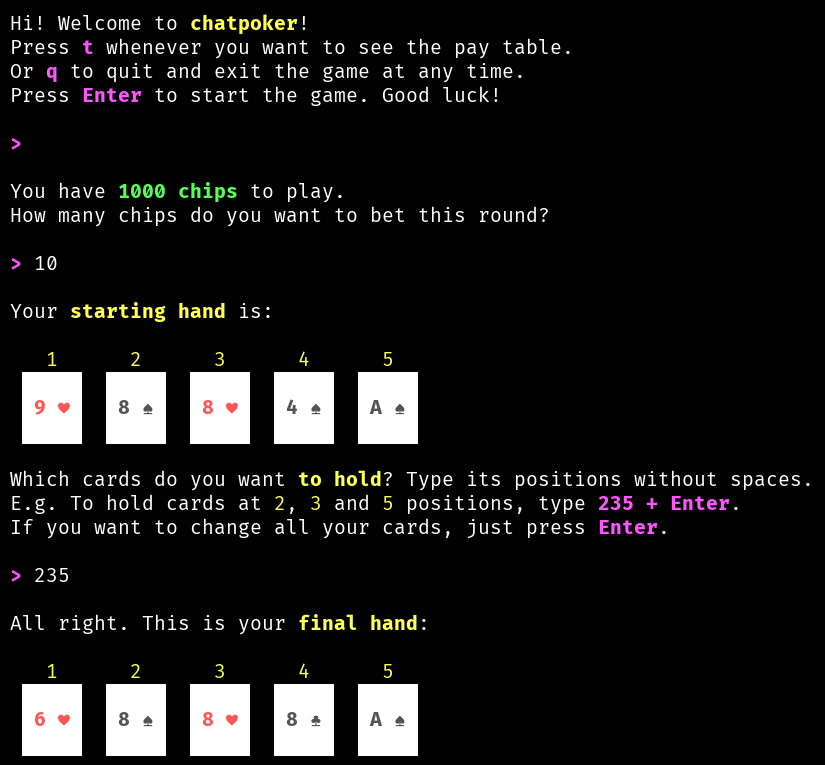 Hi! Welcome to chatpoker!
Press t whenever you want to see the pay table.
Or q to quit and exit the game at any time.
Press Enter to start the game. Good luck!
>
You have 1000 chips to play.
How many chips do you want to bet this round?
> 10
Your starting hand is:
1 2 3 4 5
9 ♥ 8 ♠ 8 ♥ 4 ♠ A ♠
Which cards do you want to hold? Type its positions without spaces.
E.g. To hold cards at 2, 3 and 5 positions, type 235 + Enter.
If you want to change all your cards, just press Enter.
> 235
All right. This is your final hand:
1 2 3 4 5
6 ♥ 8 ♠ 8 ♥ 8 ♣ A ♠